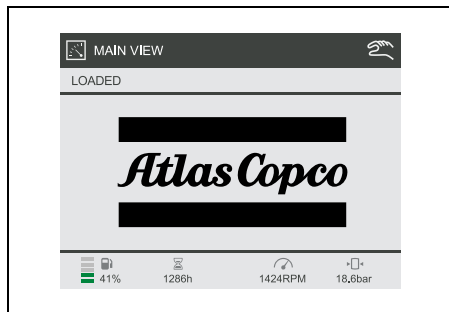 MAIN VIEW
LOADED
Atlas Copco
41% 1286h 1424RPM 18.6bar